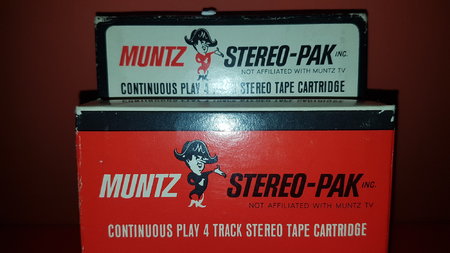 MUNTZ STEREO-PAK INC.
NOT AFFILIATED WITH MUNTZ TV
CONTINUOUS PLAY 4 TRACK STEREO TAPE CARTRIDGE
MUNTZ STEREO-PAK INC.
NOT AFFILIATED WITH MUNTZ TV
CONTINUOUS PLAY 4 TRACK STEREO TAPE CARTRIDGE